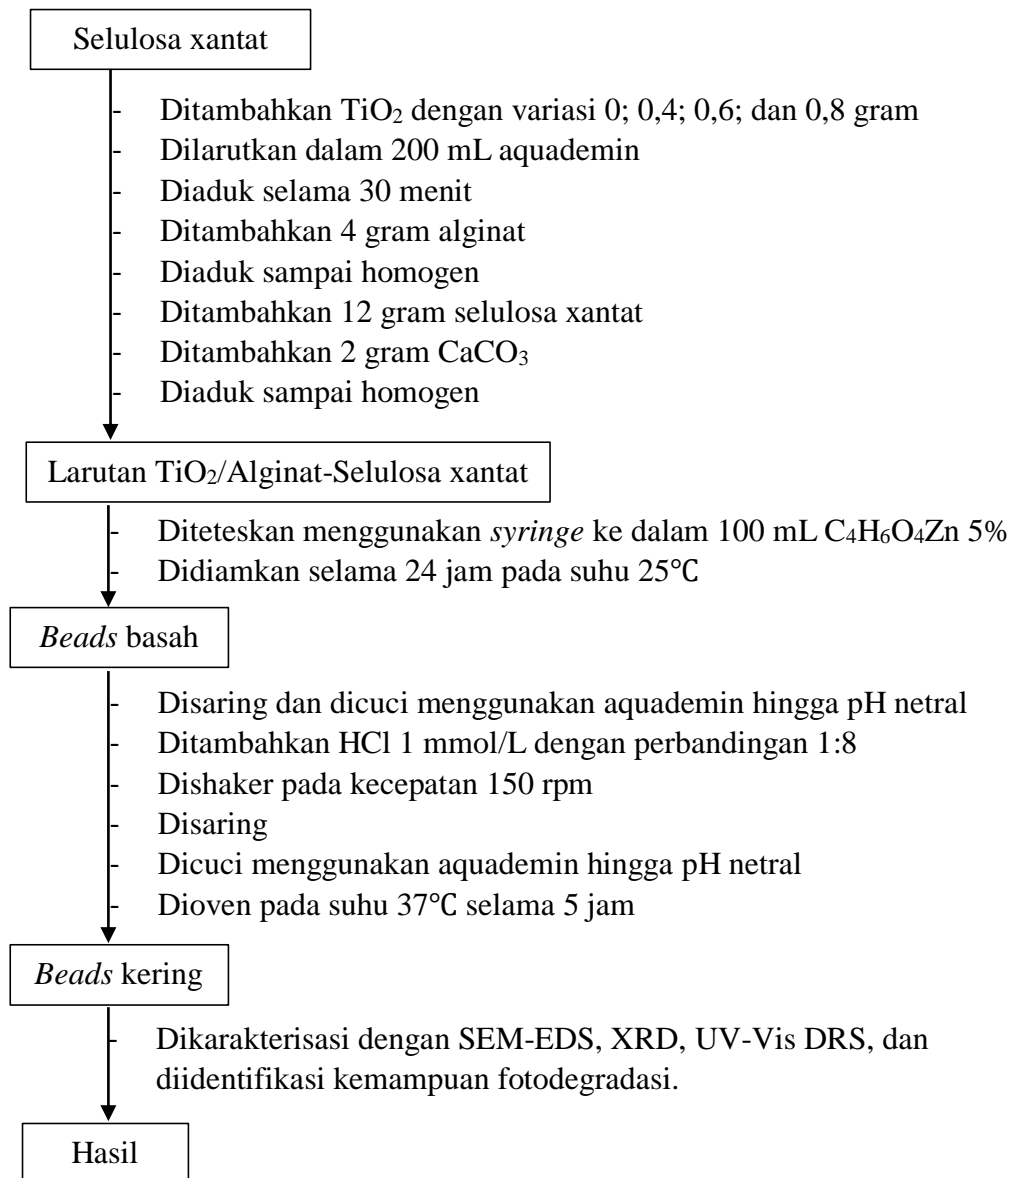 Selulosa xantat
- Ditambahkan TiO₂ dengan variasi 0; 0,4; 0,6; dan 0,8 gram
- Dilarutkan dalam 200 mL aquademin
- Diaduk selama 30 menit
- Ditambahkan 4 gram alginat
- Diaduk sampai homogen
- Ditambahkan 12 gram selulosa xantat
- Ditambahkan 2 gram CaCO₃
- Diaduk sampai homogen
Larutan TiO₂/Alginat-Selulosa xantat
- Diteteskan menggunakan syringe ke dalam 100 mL C₄H₆O₄Zn 5%
- Didiamkan selama 24 jam pada suhu 25℃
Beads basah
- Disaring dan dicuci menggunakan aquademin hingga pH netral
- Ditambahkan HCl 1 mmol/L dengan perbandingan 1:8
- Dishaker pada kecepatan 150 rpm
- Disaring
- Dicuci menggunakan aquademin hingga pH netral
- Dioven pada suhu 37℃ selama 5 jam
Beads kering
- Dikarakterisasi dengan SEM-EDS, XRD, UV-Vis DRS, dan
diidentifikasi kemampuan fotodegradasi.
Hasil